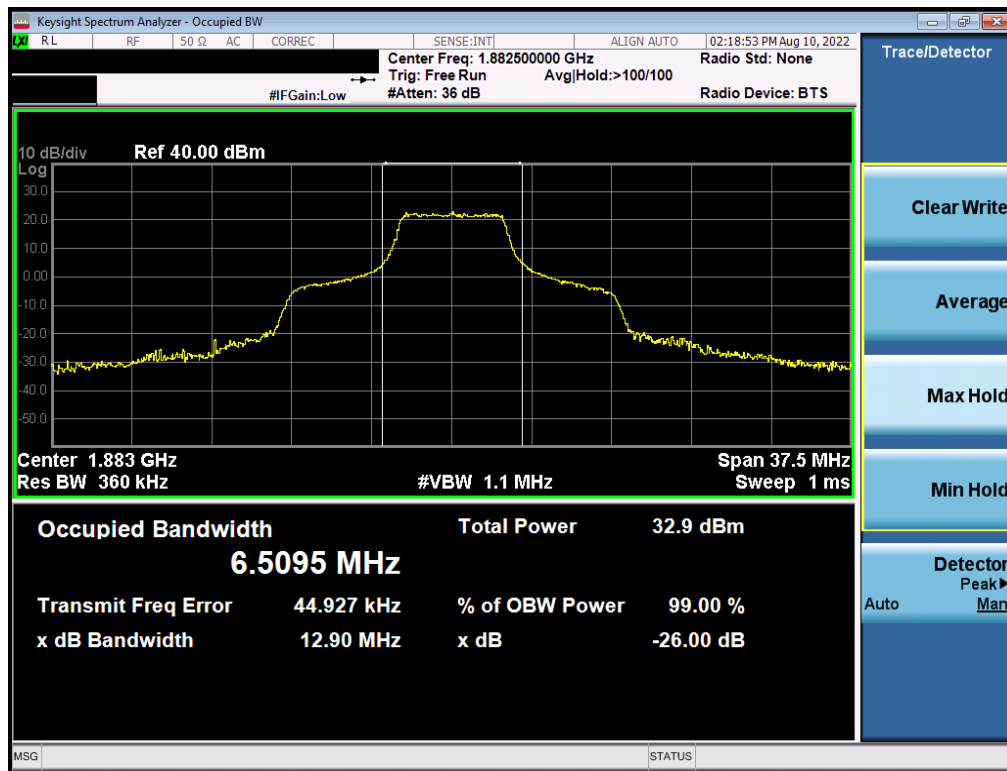 Keysight Spectrum Analyzer - Occupied BW
LXI RL RF 50 Ω AC CORREC SENSE:INT ALIGN AUTO 02:18:53 PM Aug 10, 2022
Center Freq: 1.882500000 GHz Radio Std: None
Trig: Free Run Avg|Hold:>100/100
#IFGain:Low #Atten: 36 dB Radio Device: BTS
10 dB/div Ref 40.00 dBm
Log
30.0
20.0
10.0
0.00
-10.0
-20.0
-30.0
-40.0
-50.0
Center 1.883 GHz Span 37.5 MHz
Res BW 360 kHz #VBW 1.1 MHz Sweep 1 ms
Occupied Bandwidth Total Power 32.9 dBm
6.5095 MHz
Transmit Freq Error 44.927 kHz % of OBW Power 99.00 %
x dB Bandwidth 12.90 MHz x dB -26.00 dB
MSG STATUS
Trace/Detector
Clear Write
Average
Max Hold
Min Hold
Detector
Peak▶
Auto Man